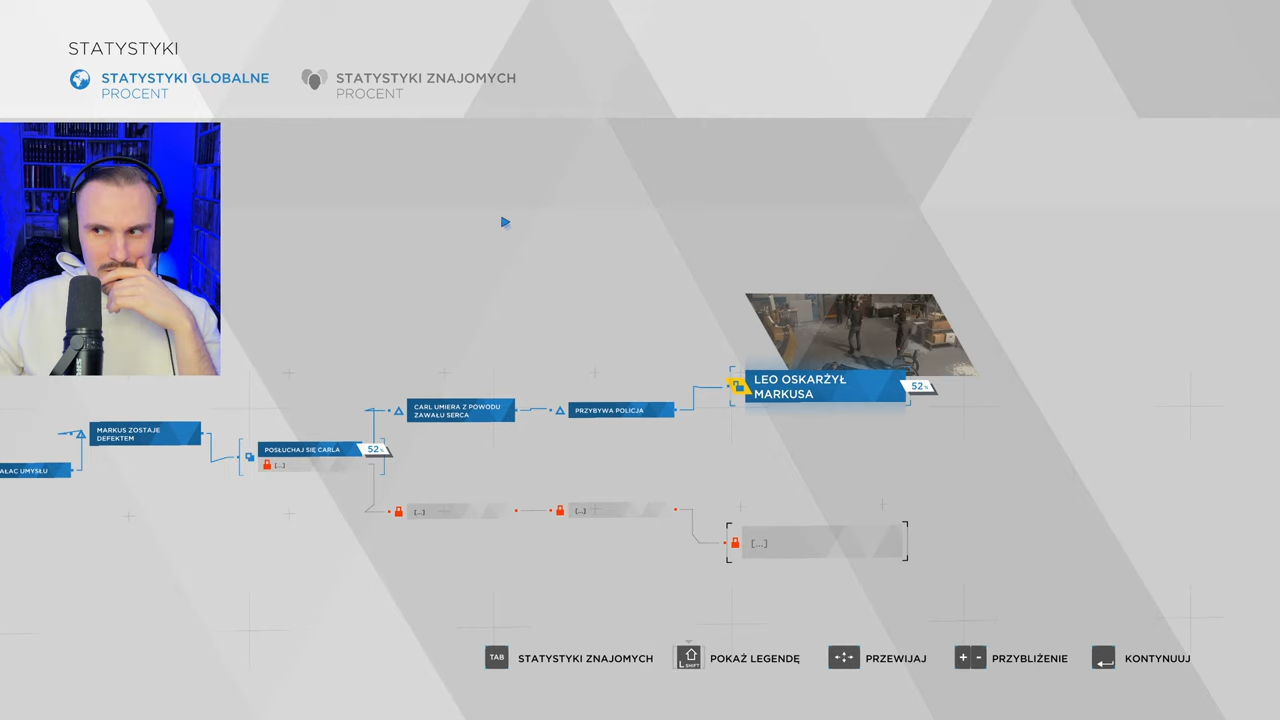 STATYSTYKI
STATYSTYKI GLOBALNE
PROCENT
STATYSTYKI ZNAJOMYCH
PROCENT
LEO OSKARŻYŁ
MARKUSA
52%
CARL UMIERA Z POWODU
ZAWAŁU SERCA
PRZYBYWA POLICJA
MARKUS ZOSTAJE
DEFEKTEM
POSŁUCHAJ SIĘ CARLA
52%
[...]
UMYSŁU
[...]
[...]
[...]
TAB
STATYSTYKI ZNAJOMYCH
L SHIFT
POKAŻ LEGENDĘ
PRZEWIJAJ
+ -
PRZYBLIŻENIE
KONTYNUUJ